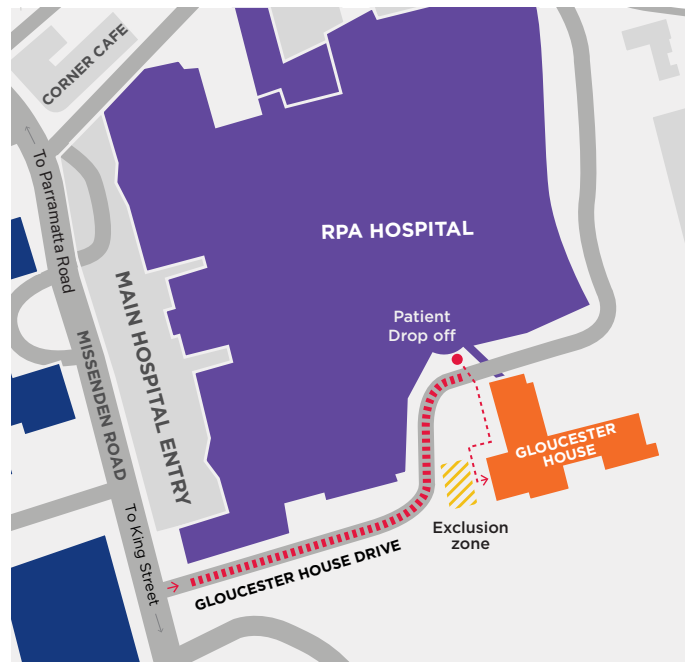 CORNER CAFE
To Parramatta Road
RPA HOSPITAL
MAIN HOSPITAL ENTRY
Patient
Drop off
MISSENDEN ROAD
GLOUCESTER
HOUSE
To King Street
Exclusion
zone
GLOUCESTER HOUSE DRIVE